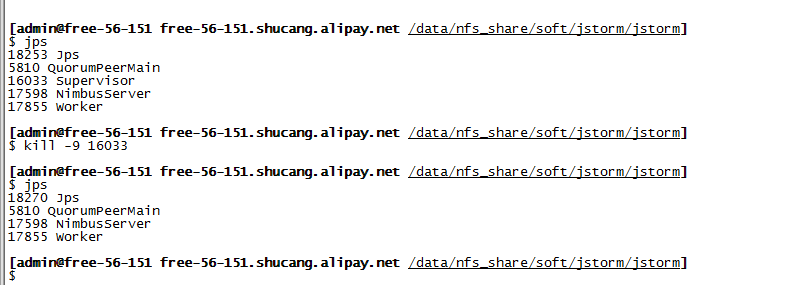 [admin@free-56-151 free-56-151.shucang.alipay.net /data/nfs_share/soft/jstorm/jstorm]
$ jps
18253 Jps
5810 QuorumPeerMain
16033 Supervisor
17598 NimbusServer
17855 Worker
[admin@free-56-151 free-56-151.shucang.alipay.net /data/nfs_share/soft/jstorm/jstorm]
$ kill -9 16033
[admin@free-56-151 free-56-151.shucang.alipay.net /data/nfs_share/soft/jstorm/jstorm]
$ jps
18270 Jps
5810 QuorumPeerMain
17598 NimbusServer
17855 Worker
[admin@free-56-151 free-56-151.shucang.alipay.net /data/nfs_share/soft/jstorm/jstorm]
$